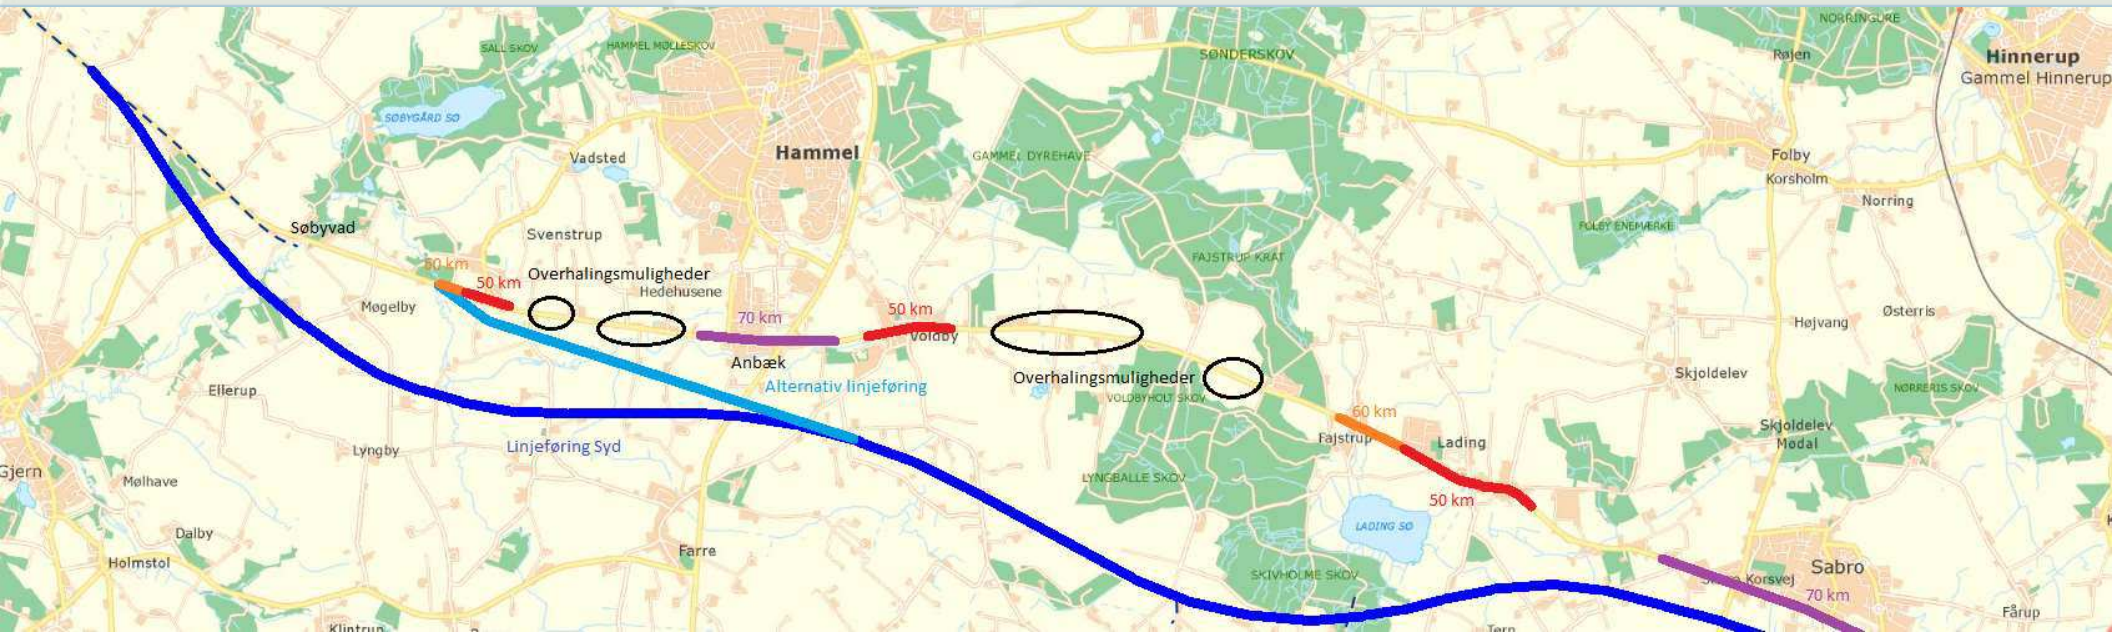 NORRINGURE
SALL SKOV
HAMMEL MØLLESKOV
SØNDERSKOV
Røjen
Hinnerup
Gammel Hinnerup
SØBYGÅRD SØ
Vadsted
Hammel
GAMMEL DYREHAVE
Folby
Korsholm
Norring
Søbyvad
Svenstrup
FOLBY ENEMÆRKE
FAJSTRUP KRAT
60 km
50 km
Overhalingsmuligheder
Hedehusene
Møgelby
70 km
50 km
Voldby
Østerris
Højvang
Anbæk
Alternativ linjeføring
Overhalingsmuligheder
VOLDBYHOLT SKOV
Skjoldelev
NØRRERIS SKOV
Ellerup
60 km
Fajstrup
Lading
Skjoldelev
Modal
Linjeføring Syd
Lyngby
Gjern
Mølhave
LYNGBALLE SKOV
50 km
LADING SØ
Dalby
Farre
Holmstol
SKIVHOLME SKOV
Korsvej
Sabro
70 km
Fårup
Klintrup